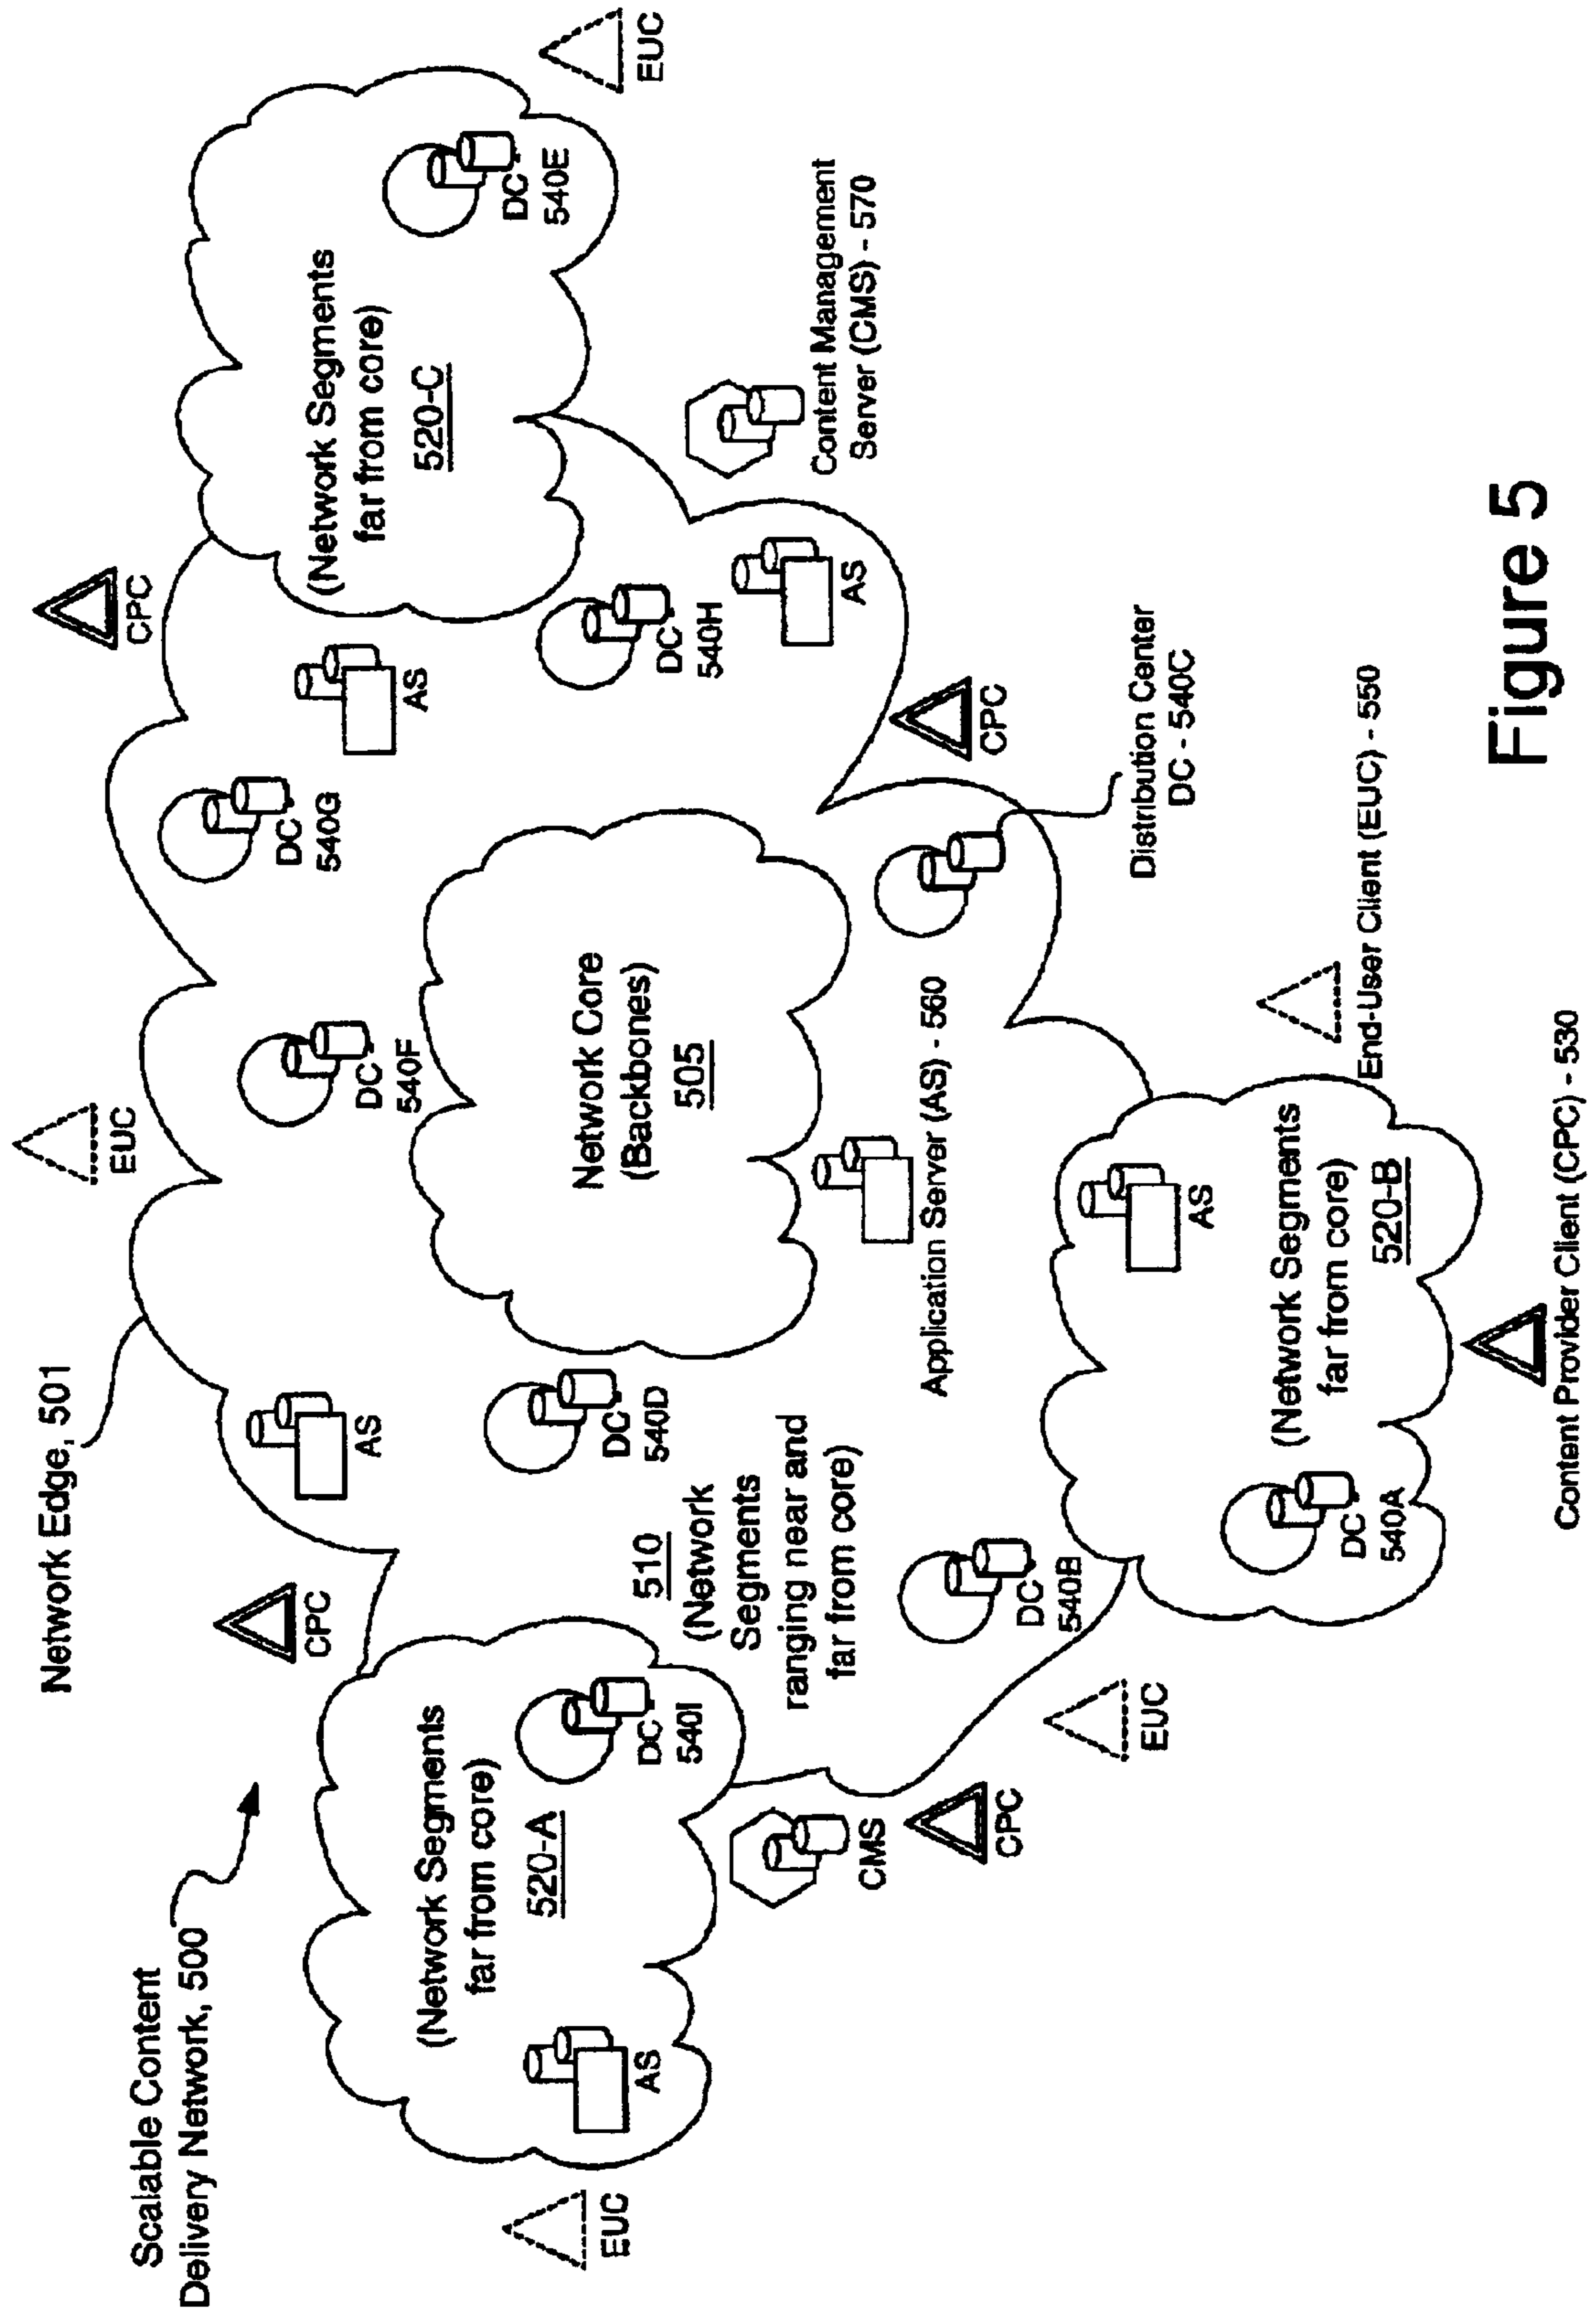 Scalable Content
Delivery Network, 500
Network Edge, 501
EUC
CPC
CPC
EUC
AS
DC
540F
DC
540G
AS
(Network Segments
far from core)
520-C
DC
540E
EUC
(Network Segments
far from core)
520-A
DC
540I
AS
EUC
DC
540D
510
(Network
Segments
ranging near and
far from core)
Network Core
(Backbones)
505
DC
540H
AS
Content Management
Server (CMS) - 570
CMS
CPC
DC
540B
Application Server (AS) - 560
CPC
Distribution Center
DC - 540C
EUC
AS
(Network Segments
far from core)
520-B
DC
540A
End-User Client (EUC) - 550
Content Provider Client (CPC) - 530
Figure 5